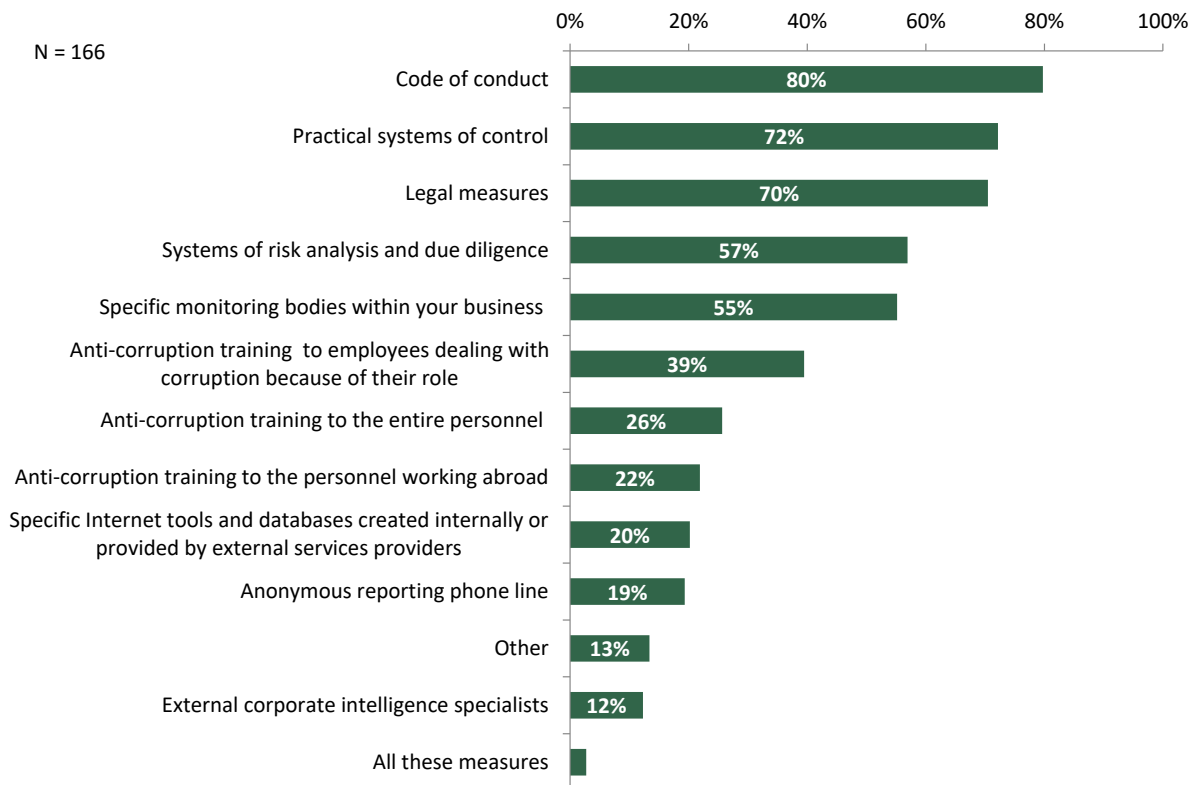 0% 20% 40% 60% 80% 100%
N = 166
Code of conduct 80%
Practical systems of control 72%
Legal measures 70%
Systems of risk analysis and due diligence 57%
Specific monitoring bodies within your business 55%
Anti-corruption training to employees dealing with
corruption because of their role 39%
Anti-corruption training to the entire personnel 26%
Anti-corruption training to the personnel working abroad 22%
Specific Internet tools and databases created internally or
provided by external services providers 20%
Anonymous reporting phone line 19%
Other 13%
External corporate intelligence specialists 12%
All these measures